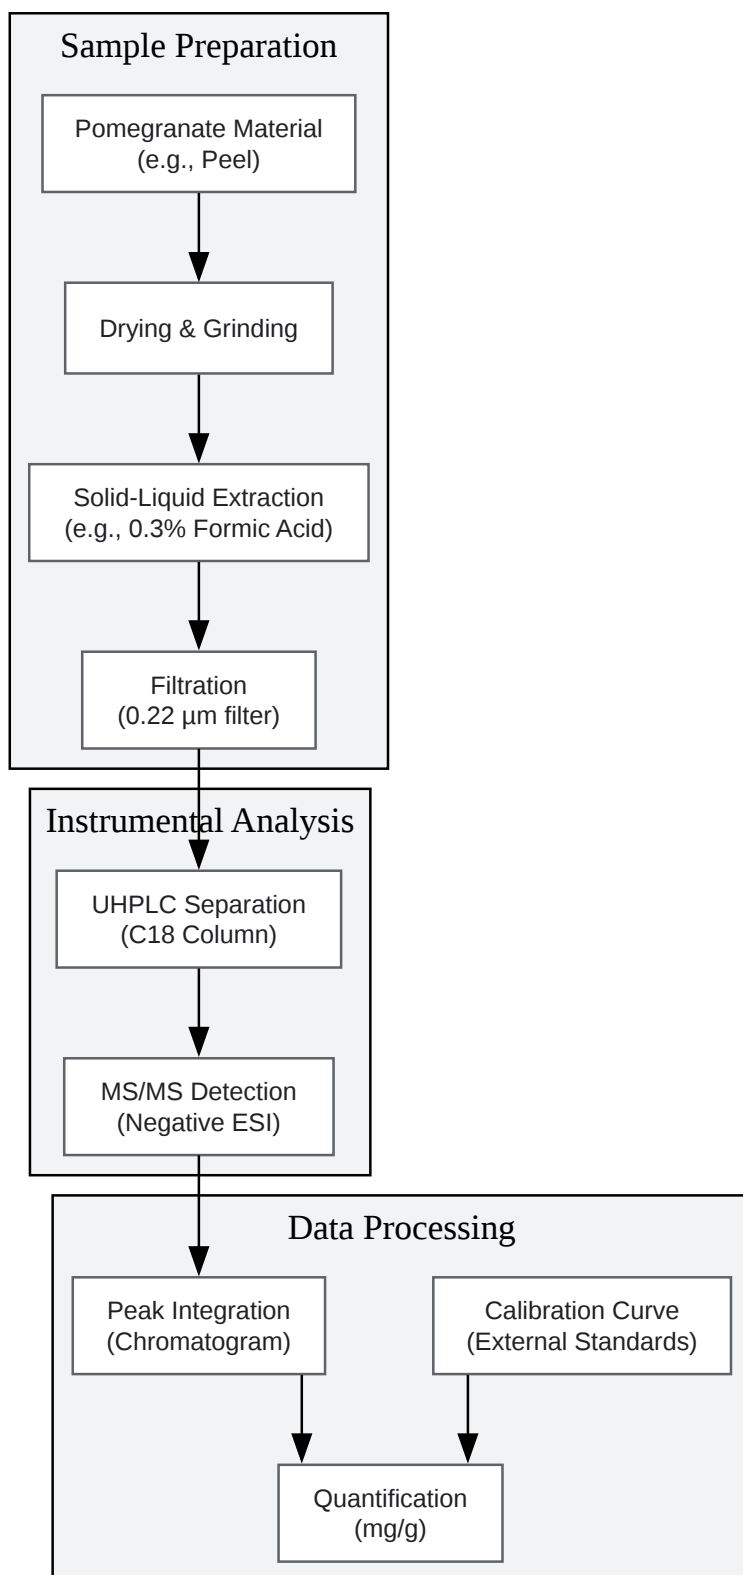 Sample Preparation
Pomegranate Material
(e.g., Peel)
Drying & Grinding
Solid-Liquid Extraction
(e.g., 0.3% Formic Acid)
Filtration
(0.22 µm filter)
Instrumental Analysis
UHPLC Separation
(C18 Column)
MS/MS Detection
(Negative ESI)
Data Processing
Peak Integration
(Chromatogram)
Calibration Curve
(External Standards)
Quantification
(mg/g)